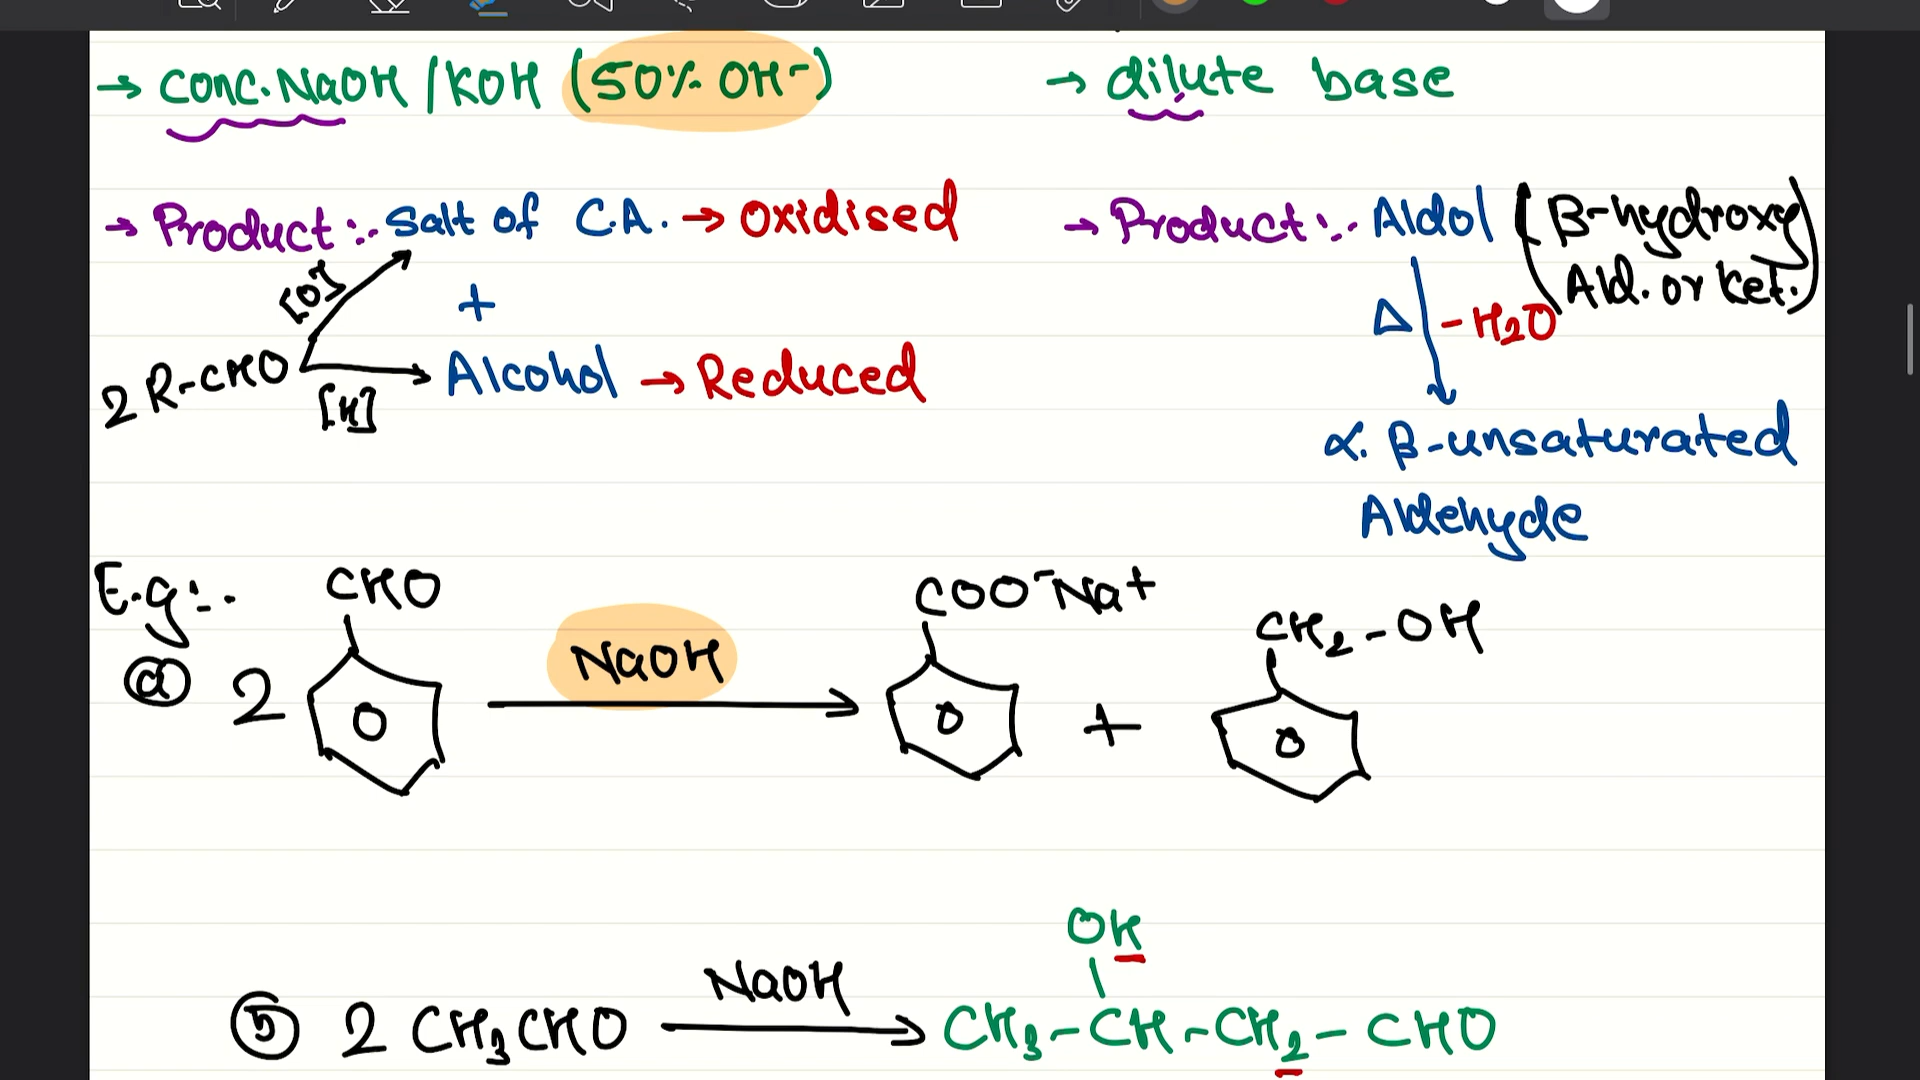 → conc. NaOH / KOH (50% OH⁻)
→ dilute base
→ Product :- Salt of C.A. → Oxidised
[O]
+
2 R-CHO
[H]
Alcohol → Reduced
→ Product :- Aldol (β-hydroxy Ald. or ket.)
Δ - H₂O
α. β-unsaturated
Aldehyde
E.g :-
CHO
COO⁻Na⁺
CH₂-OH
ⓐ 2
NaOH
+
OH
NaOH
ⓑ 2 CH₃CHO → CH₃-CH-CH₂-CHO